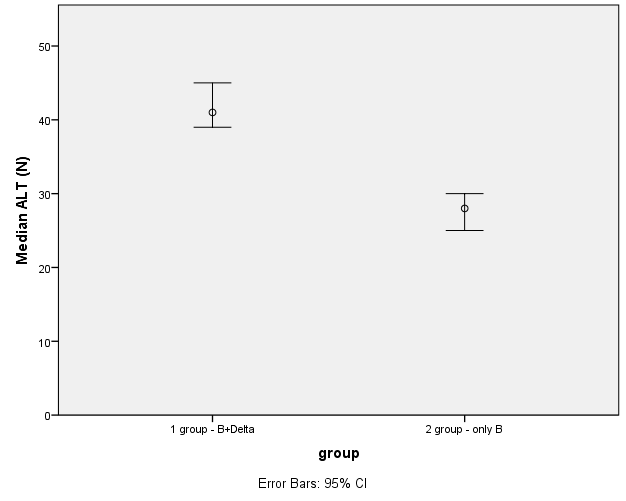 50
40
30
20
10
0
Median ALT (N)
1 group - B+Delta
2 group - only B
group
Error Bars: 95% CI